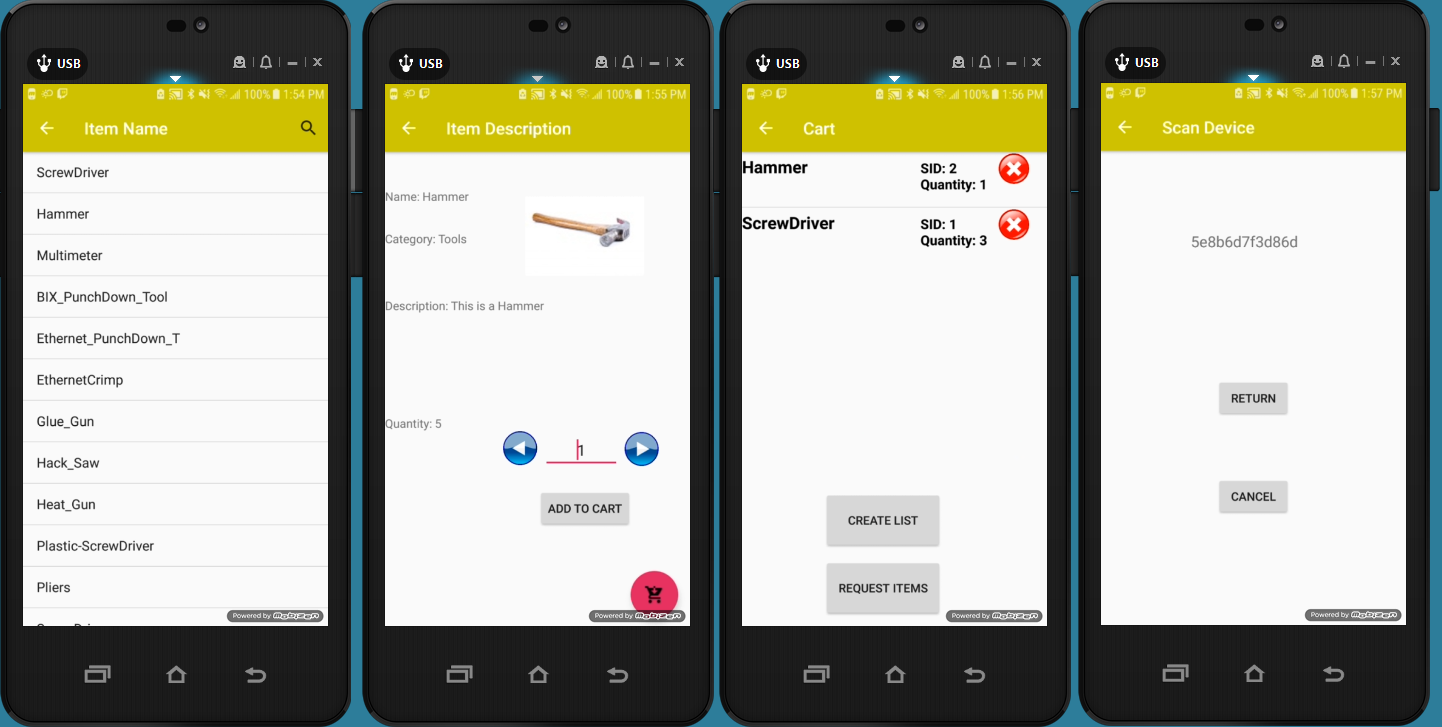 USB
100% 1:54 PM
Item Name
ScrewDriver
Hammer
Multimeter
BIX_PunchDown_Tool
Ethernet_PunchDown_T
EthernetCrimp
Glue_Gun
Hack_Saw
Heat_Gun
Plastic-ScrewDriver
Pliers
Powered by Mobizen
USB
100% 1:55 PM
Item Description
Name: Hammer
Category: Tools
Description: This is a Hammer
Quantity: 5
1
ADD TO CART
Powered by Mobizen
USB
100% 1:56 PM
Cart
Hammer
SID: 2
Quantity: 1
ScrewDriver
SID: 1
Quantity: 3
CREATE LIST
REQUEST ITEMS
Powered by Mobizen
USB
100% 1:57 PM
Scan Device
5e8b6d7f3d86d
RETURN
CANCEL
Powered by Mobizen